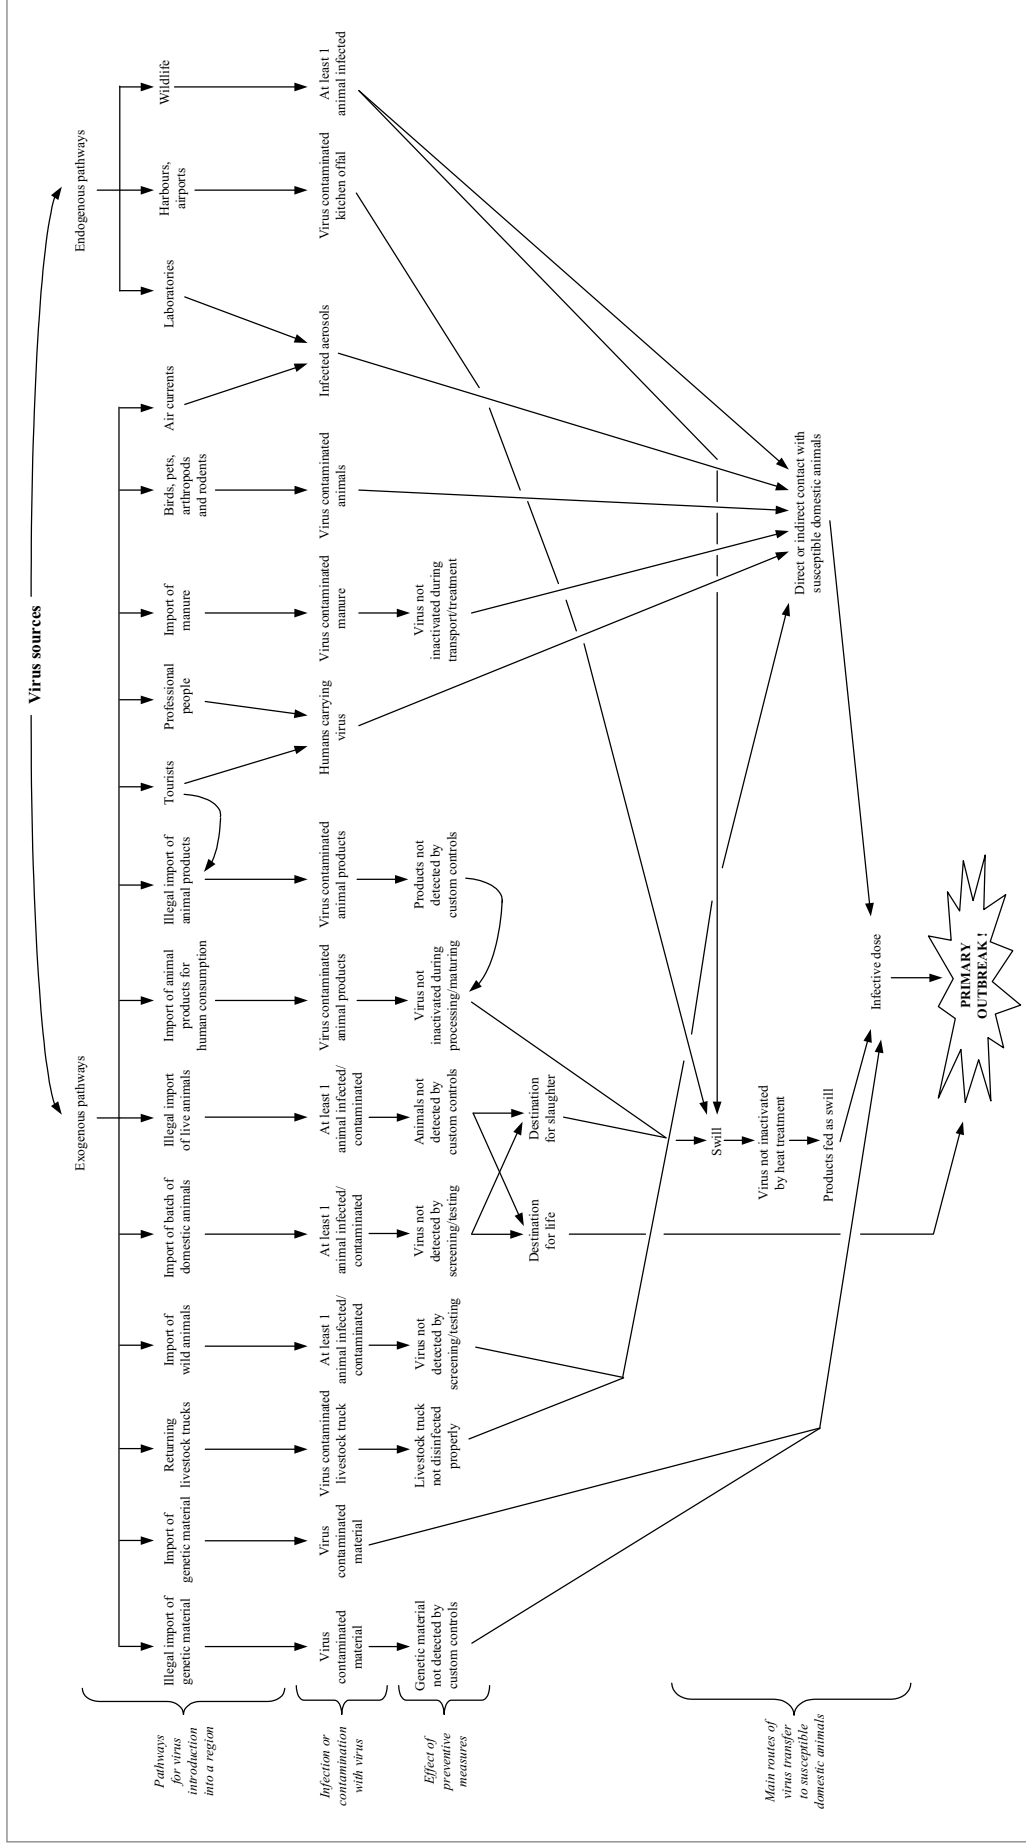 Virus sources
Exogenous pathways
Endogenous pathways
Pathways
for virus
introduction
into a region
Illegal import of
genetic material
Import of
genetic material
Returning
livestock trucks
Import of
wild animals
Import of batch of
domestic animals
Illegal import
of live animals
Import of animal
products for
human consumption
Illegal import of
animal products
Tourists
Professional
people
Import of
manure
Birds, pets,
arthropods
and rodents
Air currents
Laboratories
Harbours,
airports
Wildlife
Infection or
contamination
with virus
Virus
contaminated
material
Virus
contaminated
material
Virus contaminated
livestock truck
At least 1
animal infected/
contaminated
At least 1
animal infected/
contaminated
At least 1
animal infected/
contaminated
Virus contaminated
animal products
Virus contaminated
animal products
Humans carrying
virus
Virus contaminated
manure
Virus contaminated
animals
Infected aerosols
Virus contaminated
kitchen offal
At least 1
animal infected
Effect of
preventive
measures
Genetic material
not detected by
custom controls
Livestock truck
not disinfected
properly
Virus not
detected by
screening/testing
Virus not
detected by
screening/testing
Animals not
detected by
custom controls
Virus not
inactivated during
processing/maturing
Products not
detected by
custom controls
Virus not
inactivated during
transport/treatment
Destination
for life
Destination
for slaughter
Main routes of
virus transfer
to susceptible
domestic animals
Swill
Virus not inactivated
by heat treatment
Products fed as swill
Direct or indirect contact with
susceptible domestic animals
Infective dose
PRIMARY
OUTBREAK !